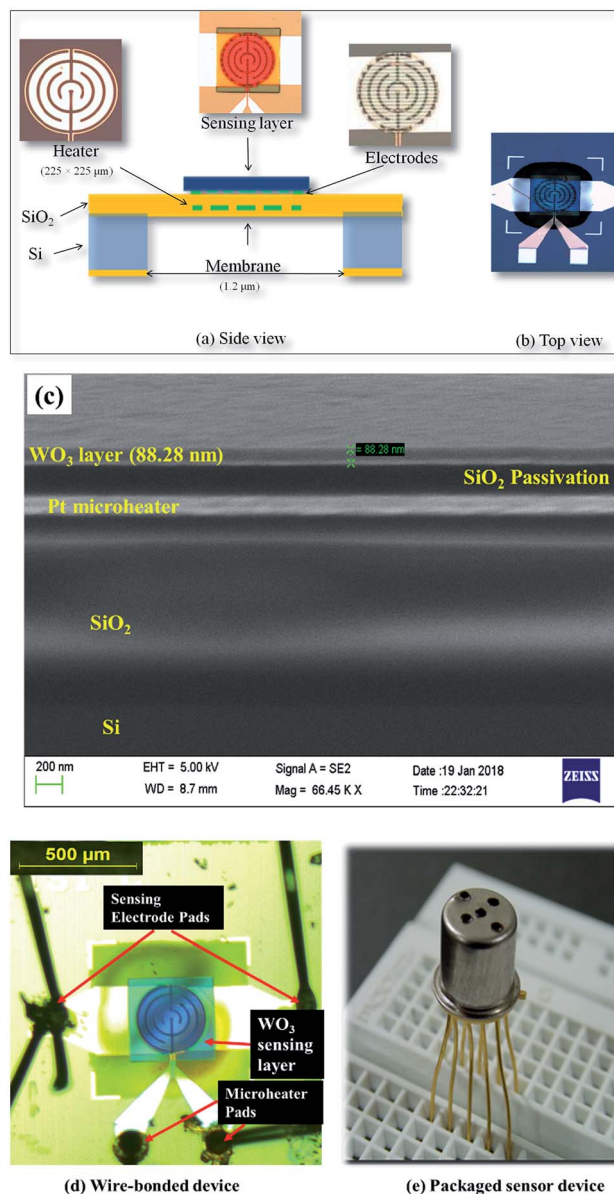 Sensing layer
Heater
(225 × 225 μm)
Electrodes
SiO₂
Si
Membrane
(1.2 μm)
(a) Side view
(b) Top view
(c)
= 88.28 nm
WO₃ layer (88.28 nm)
SiO₂ Passivation
Pt microheater
SiO₂
Si
200 nm
EHT = 5.00 kV
Signal A = SE2
Date :19 Jan 2018
WD = 8.7 mm
Mag = 66.45 K X
Time :22:32:21
ZEISS
500 μm
Sensing
Electrode Pads
WO₃
sensing
layer
Microheater
Pads
(d) Wire-bonded device
(e) Packaged sensor device